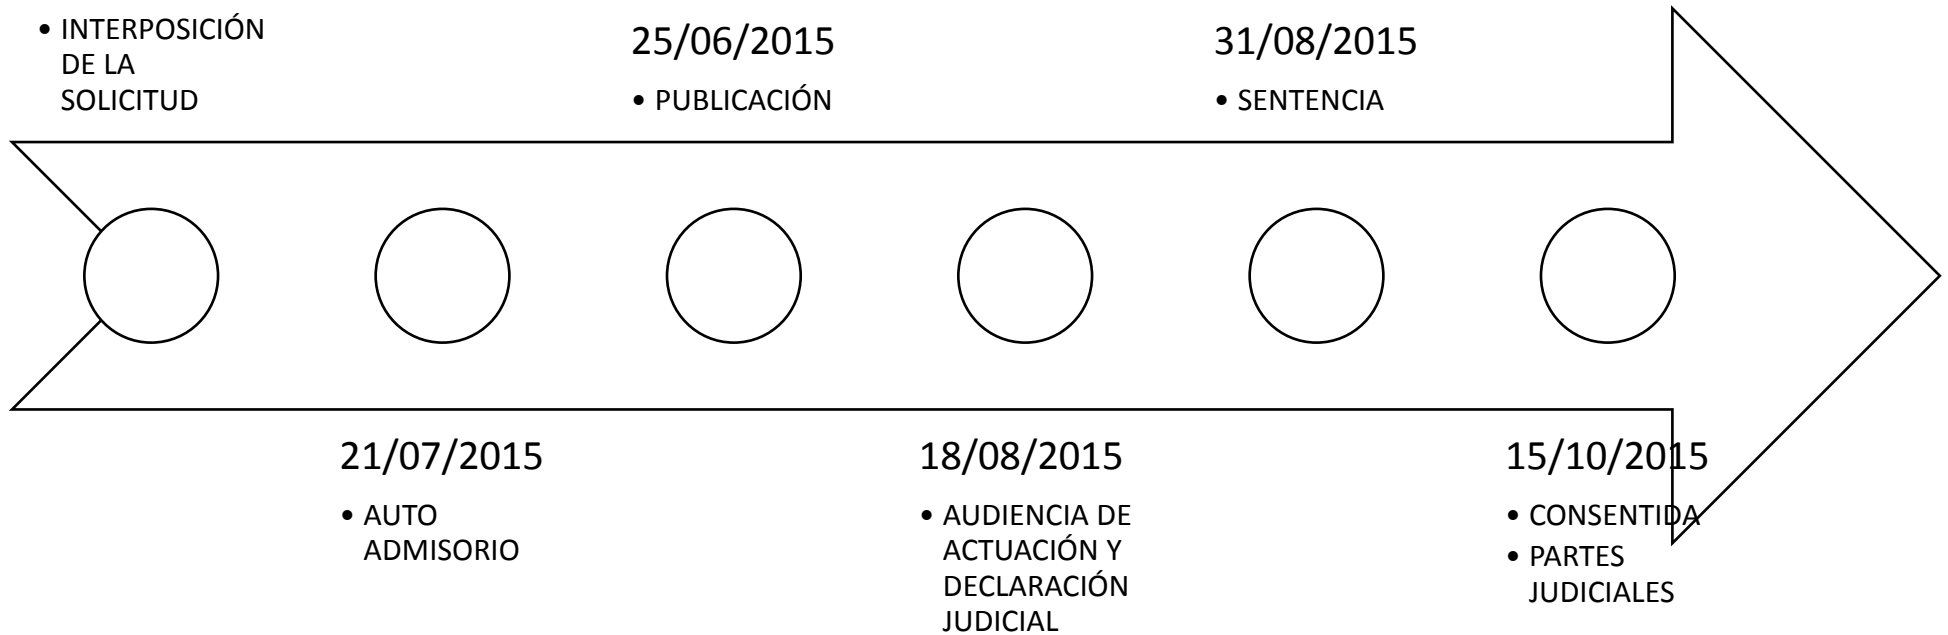 • INTERPOSICIÓN
DE LA
SOLICITUD
21/07/2015
• AUTO
ADMISORIO
25/06/2015
• PUBLICACIÓN
18/08/2015
• AUDIENCIA DE
ACTUACIÓN Y
DECLARACIÓN
JUDICIAL
31/08/2015
• SENTENCIA
15/10/2015
• CONSENTIDA
• PARTES
JUDICIALES